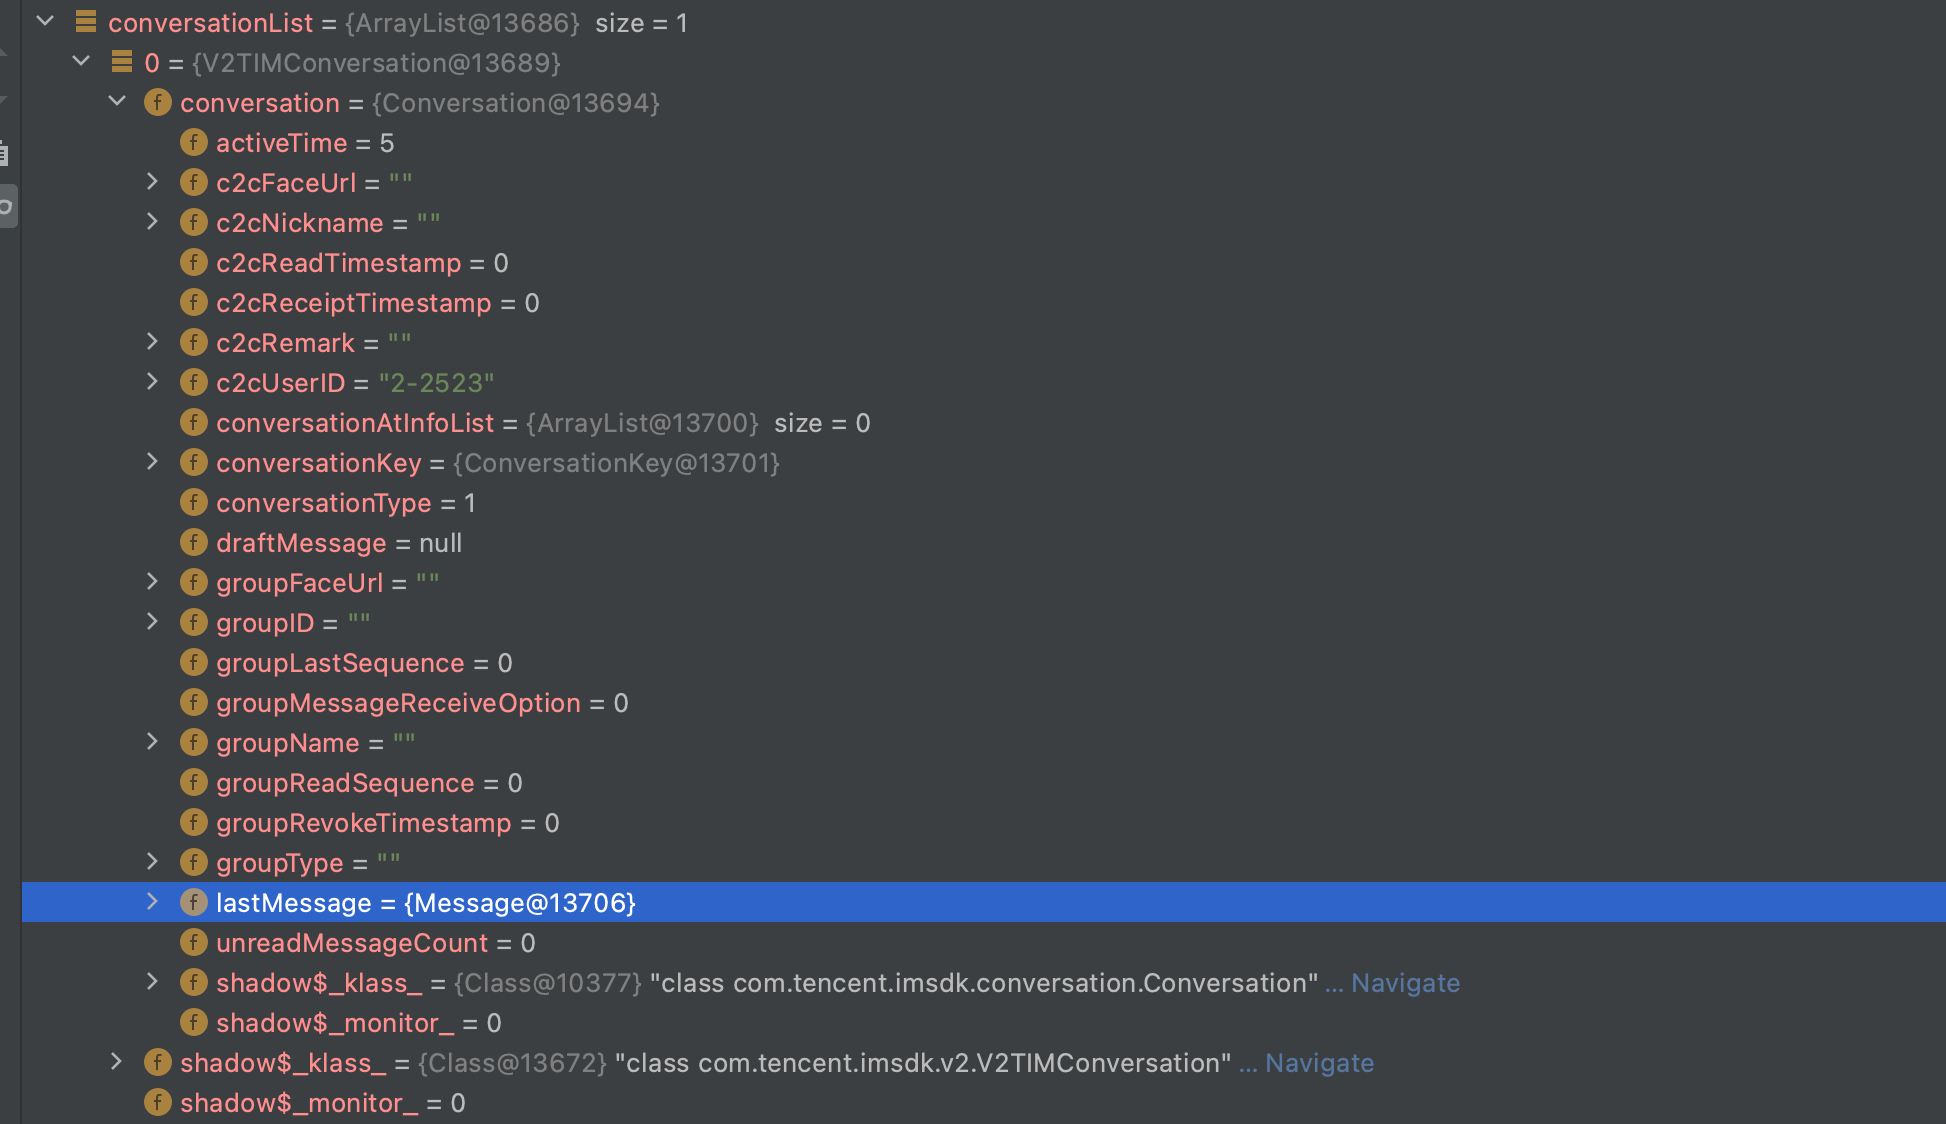 conversationList = {ArrayList@13686} size = 1
0 = {V2TIMConversation@13689}
f conversation = {Conversation@13694}
f activeTime = 5
f c2cFaceUrl = ""
f c2cNickname = ""
f c2cReadTimestamp = 0
f c2cReceiptTimestamp = 0
f c2cRemark = ""
f c2cUserID = "2-2523"
f conversationAtInfoList = {ArrayList@13700} size = 0
f conversationKey = {ConversationKey@13701}
f conversationType = 1
f draftMessage = null
f groupFaceUrl = ""
f groupID = ""
f groupLastSequence = 0
f groupMessageReceiveOption = 0
f groupName = ""
f groupReadSequence = 0
f groupRevokeTimestamp = 0
f groupType = ""
f lastMessage = {Message@13706}
f unreadMessageCount = 0
f shadow$_klass_ = {Class@10377} "class com.tencent.imsdk.conversation.Conversation" ... Navigate
f shadow$_monitor_ = 0
f shadow$_klass_ = {Class@13672} "class com.tencent.imsdk.v2.V2TIMConversation" ... Navigate
f shadow$_monitor_ = 0